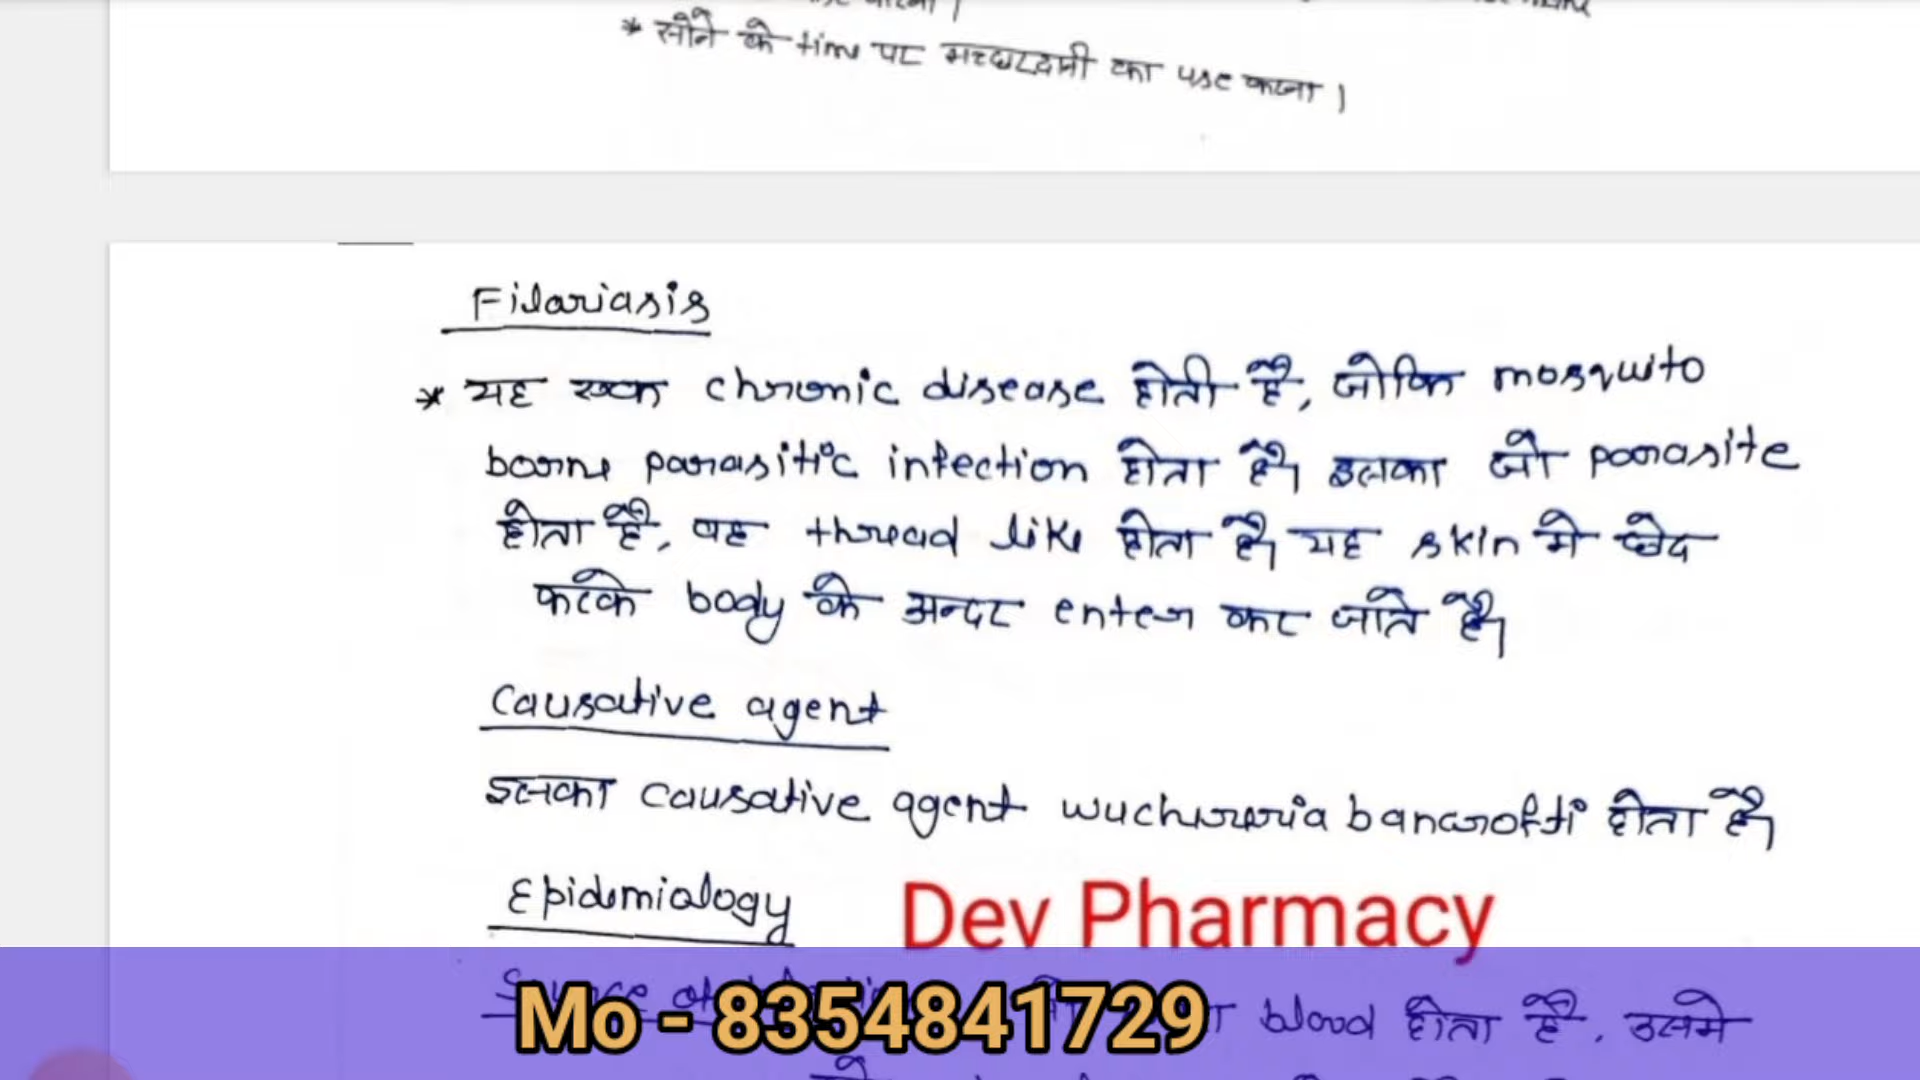 * सोने के time पर मच्छरदानी का use करना ।
Filariasis
* यह एक chronic disease होती है, जोकि mosquito
borne parasitic infection होता है। इसका जो parasite
होता है, वह thread like होता है। यह skin मे छेद
करके body के अन्दर enter कर जाते है।
Causative agent
इसका causative agent wuchereria bancrofti होता है।
Epidemiology
Dev Pharmacy
blood होता है, उसमे
Mo - 8354841729